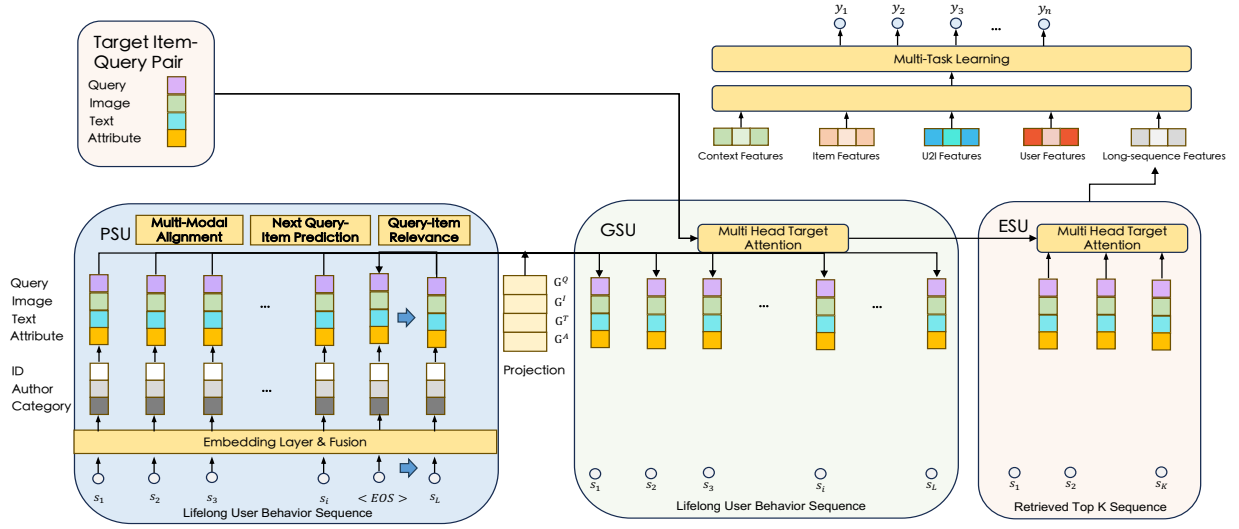 Target Item-
Query Pair
Query
Image
Text
Attribute
y₁ y₂ y₃ ... yₙ
Multi-Task Learning
Context Features
Item Features
U2I Features
User Features
Long-sequence Features
PSU
Multi-Modal
Alignment
Next Query-
Item Prediction
Query-Item
Relevance
Query
Image
Text
Attribute
...
ID
Author
Category
...
Embedding Layer & Fusion
s₁ s₂ s₃ sᵢ < EOS > s_L
Lifelong User Behavior Sequence
G^Q
G^I
G^T
G^A
Projection
GSU
Multi Head Target
Attention
... ...
s₁ s₂ s₃ sᵢ s_L
Lifelong User Behavior Sequence
ESU
Multi Head Target
Attention
s₁ s₂ s_K
Retrieved Top K Sequence